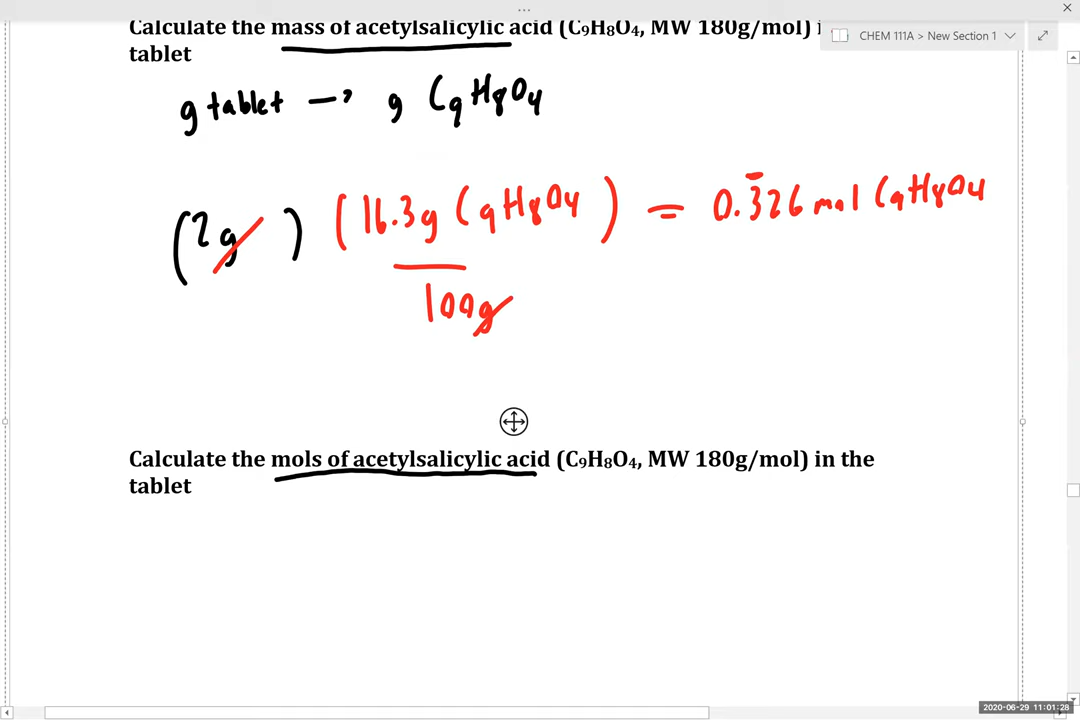 Calculate the mass of acetylsalicylic acid (C₉H₈O₄, MW 180g/mol) i
CHEM 111A > New Section 1
tablet
g tablet → g C₉H₈O₄
(2g) (16.3g C₉H₈O₄) = 0.326 mol C₉H₈O₄
100g
Calculate the mols of acetylsalicylic acid (C₉H₈O₄, MW 180g/mol) in the
tablet
2020-06-29 11:01:28